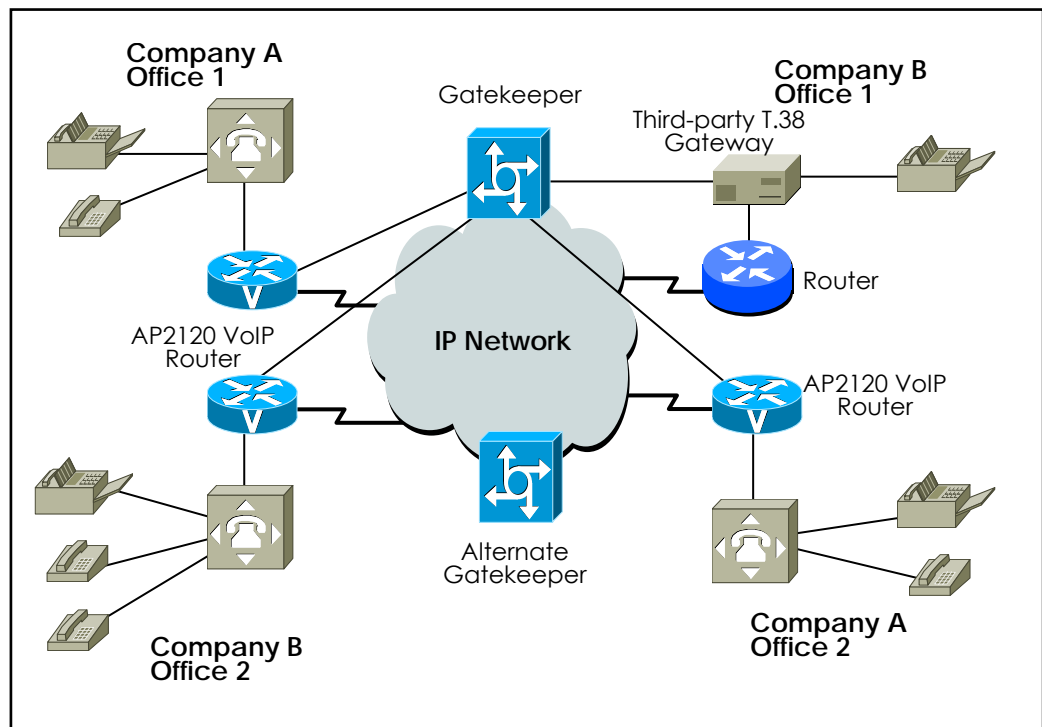 Company A
Office 1
Gatekeeper
Company B
Office 1
Third-party T.38
Gateway
Router
AP2120 VoIP
Router
IP Network
AP2120 VoIP
Router
V
V
V
Alternate
Gatekeeper
Company B
Office 2
Company A
Office 2